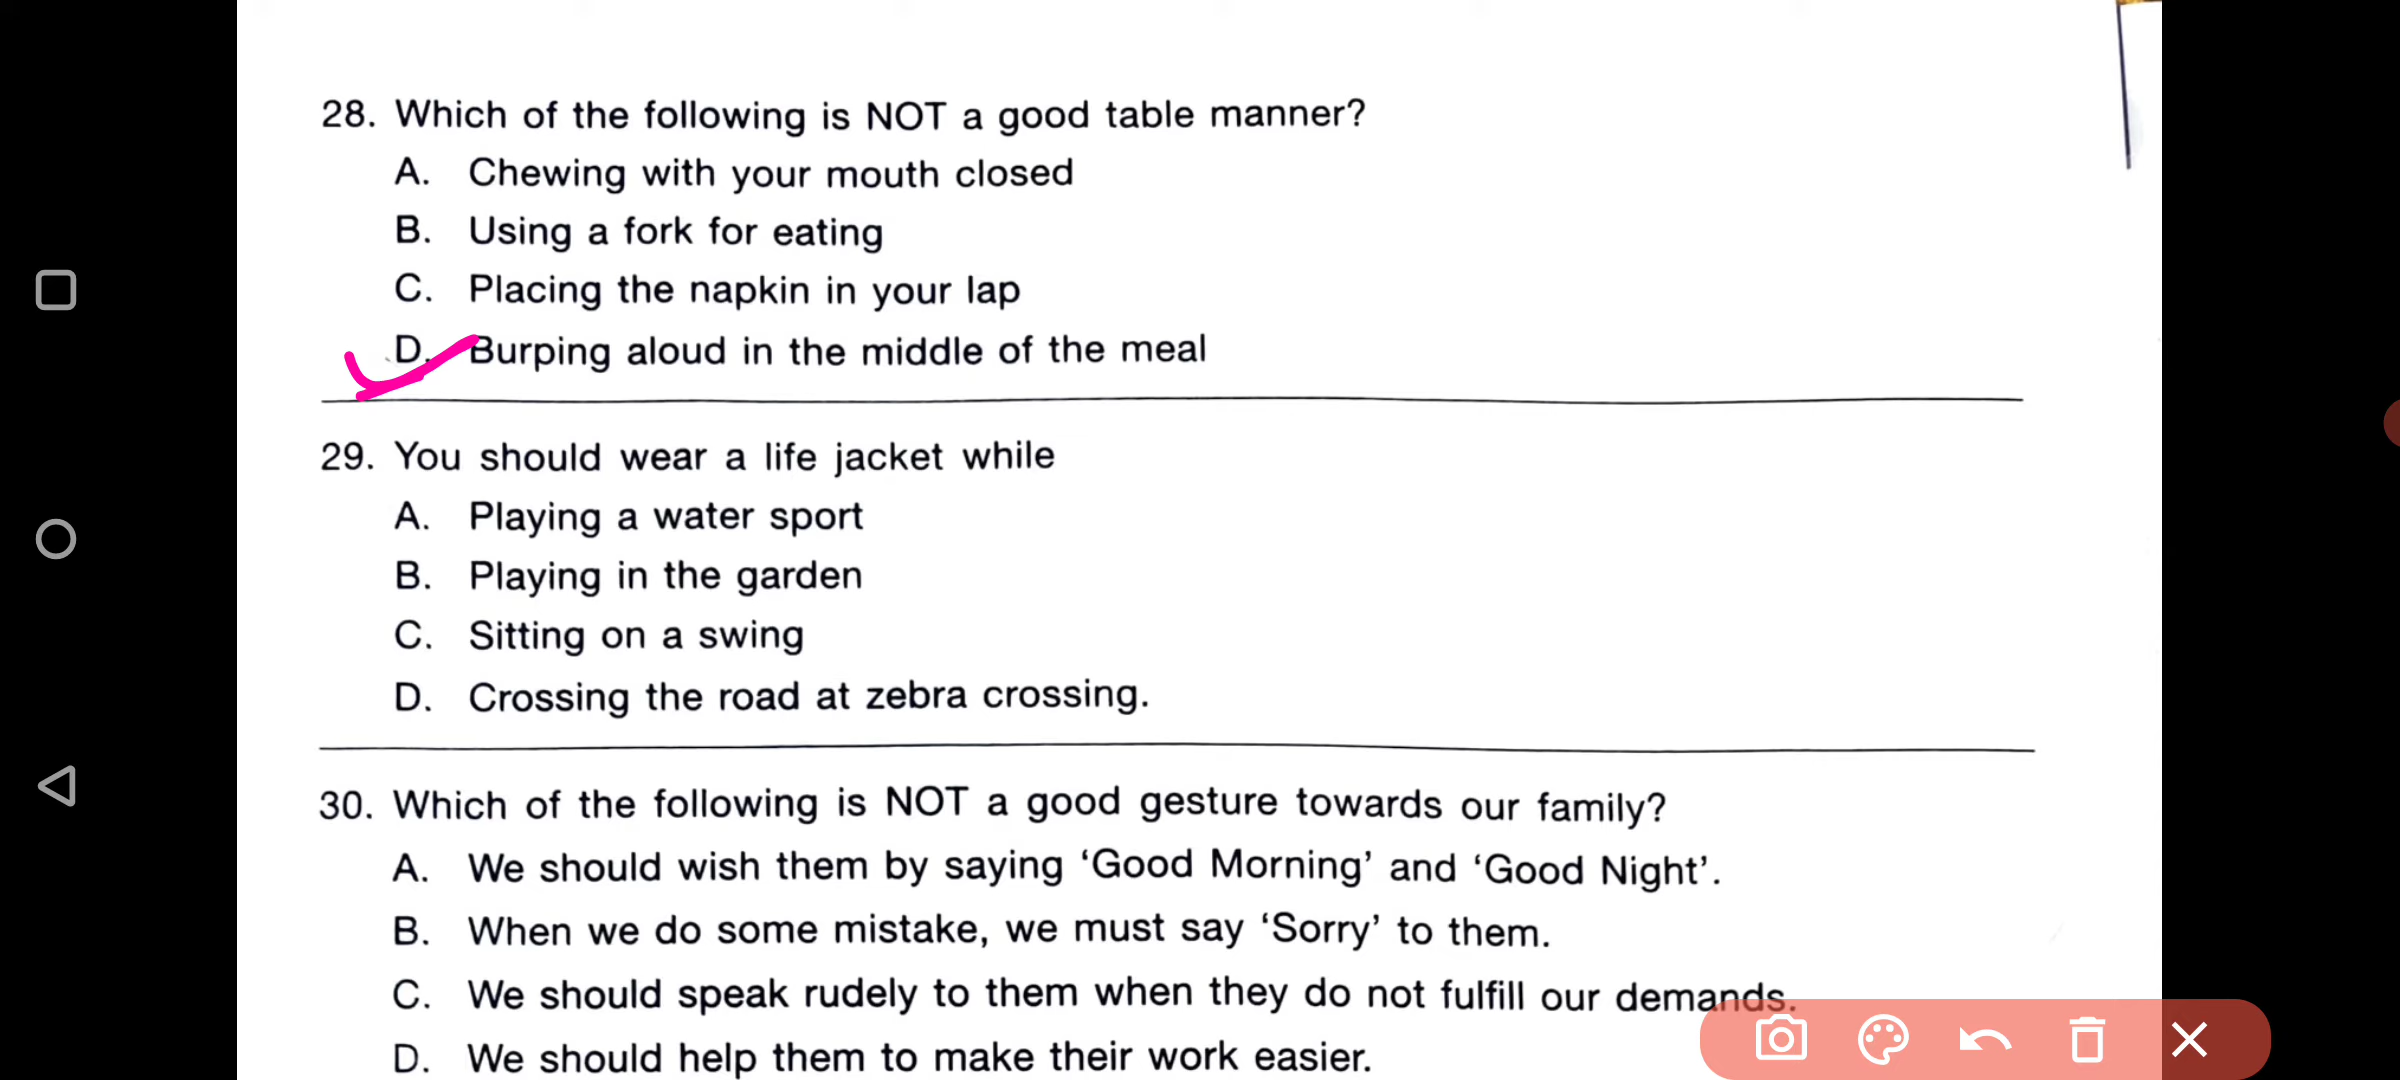 28. Which of the following is NOT a good table manner?
A. Chewing with your mouth closed
B. Using a fork for eating
C. Placing the napkin in your lap
D. Burping aloud in the middle of the meal
29. You should wear a life jacket while
A. Playing a water sport
B. Playing in the garden
C. Sitting on a swing
D. Crossing the road at zebra crossing.
30. Which of the following is NOT a good gesture towards our family?
A. We should wish them by saying ‘Good Morning’ and ‘Good Night’.
B. When we do some mistake, we must say ‘Sorry’ to them.
C. We should speak rudely to them when they do not fulfill our demands.
D. We should help them to make their work easier.